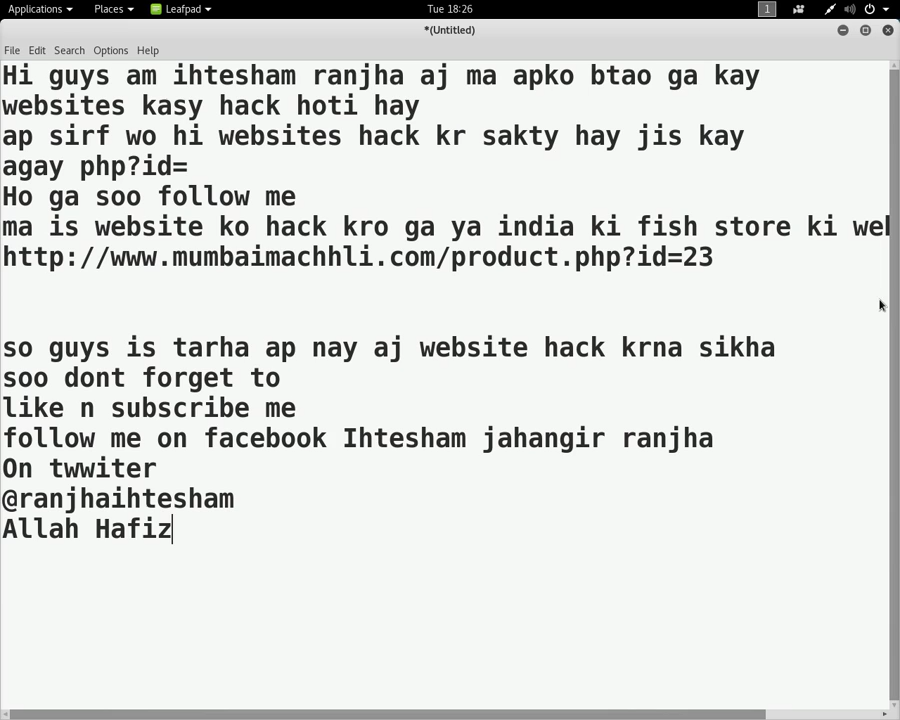 Applications Places Leafpad Tue 18:26 1
*(Untitled)
File Edit Search Options Help
Hi guys am ihtesham ranjha aj ma apko btao ga kay
websites kasy hack hoti hay
ap sirf wo hi websites hack kr sakty hay jis kay
agay php?id=
Ho ga soo follow me
ma is website ko hack kro ga ya india ki fish store ki
http://www.mumbaimachhli.com/product.php?id=23
so guys is tarha ap nay aj website hack krna sikha
soo dont forget to
like n subscribe me
follow me on facebook Ihtesham jahangir ranjha
On twwiter
@ranjhaihtesham
Allah Hafiz